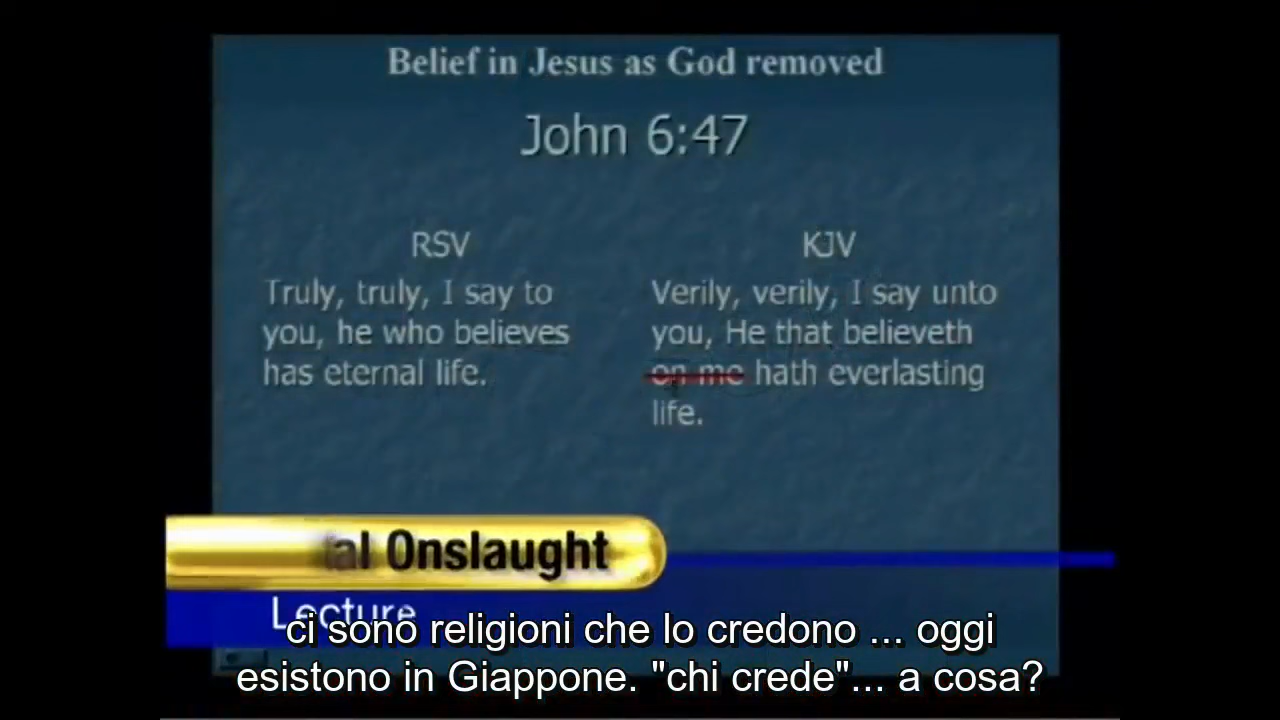 Belief in Jesus as God removed
John 6:47
RSV
Truly, truly, I say to
you, he who believes
has eternal life.
KJV
Verily, verily, I say unto
you, He that believeth
on me hath everlasting
life.
al Onslaught
Lecture
ci sono religioni che lo credono ... oggi
esistono in Giappone. "chi crede"... a cosa?